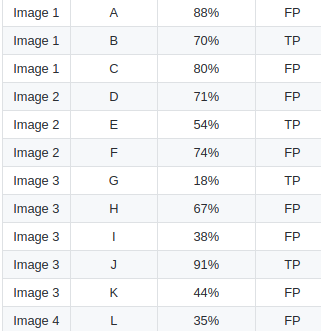 Image 1 A 88% FP
Image 1 B 70% TP
Image 1 C 80% FP
Image 2 D 71% FP
Image 2 E 54% TP
Image 2 F 74% FP
Image 3 G 18% TP
Image 3 H 67% FP
Image 3 I 38% FP
Image 3 J 91% TP
Image 3 K 44% FP
Image 4 L 35% FP